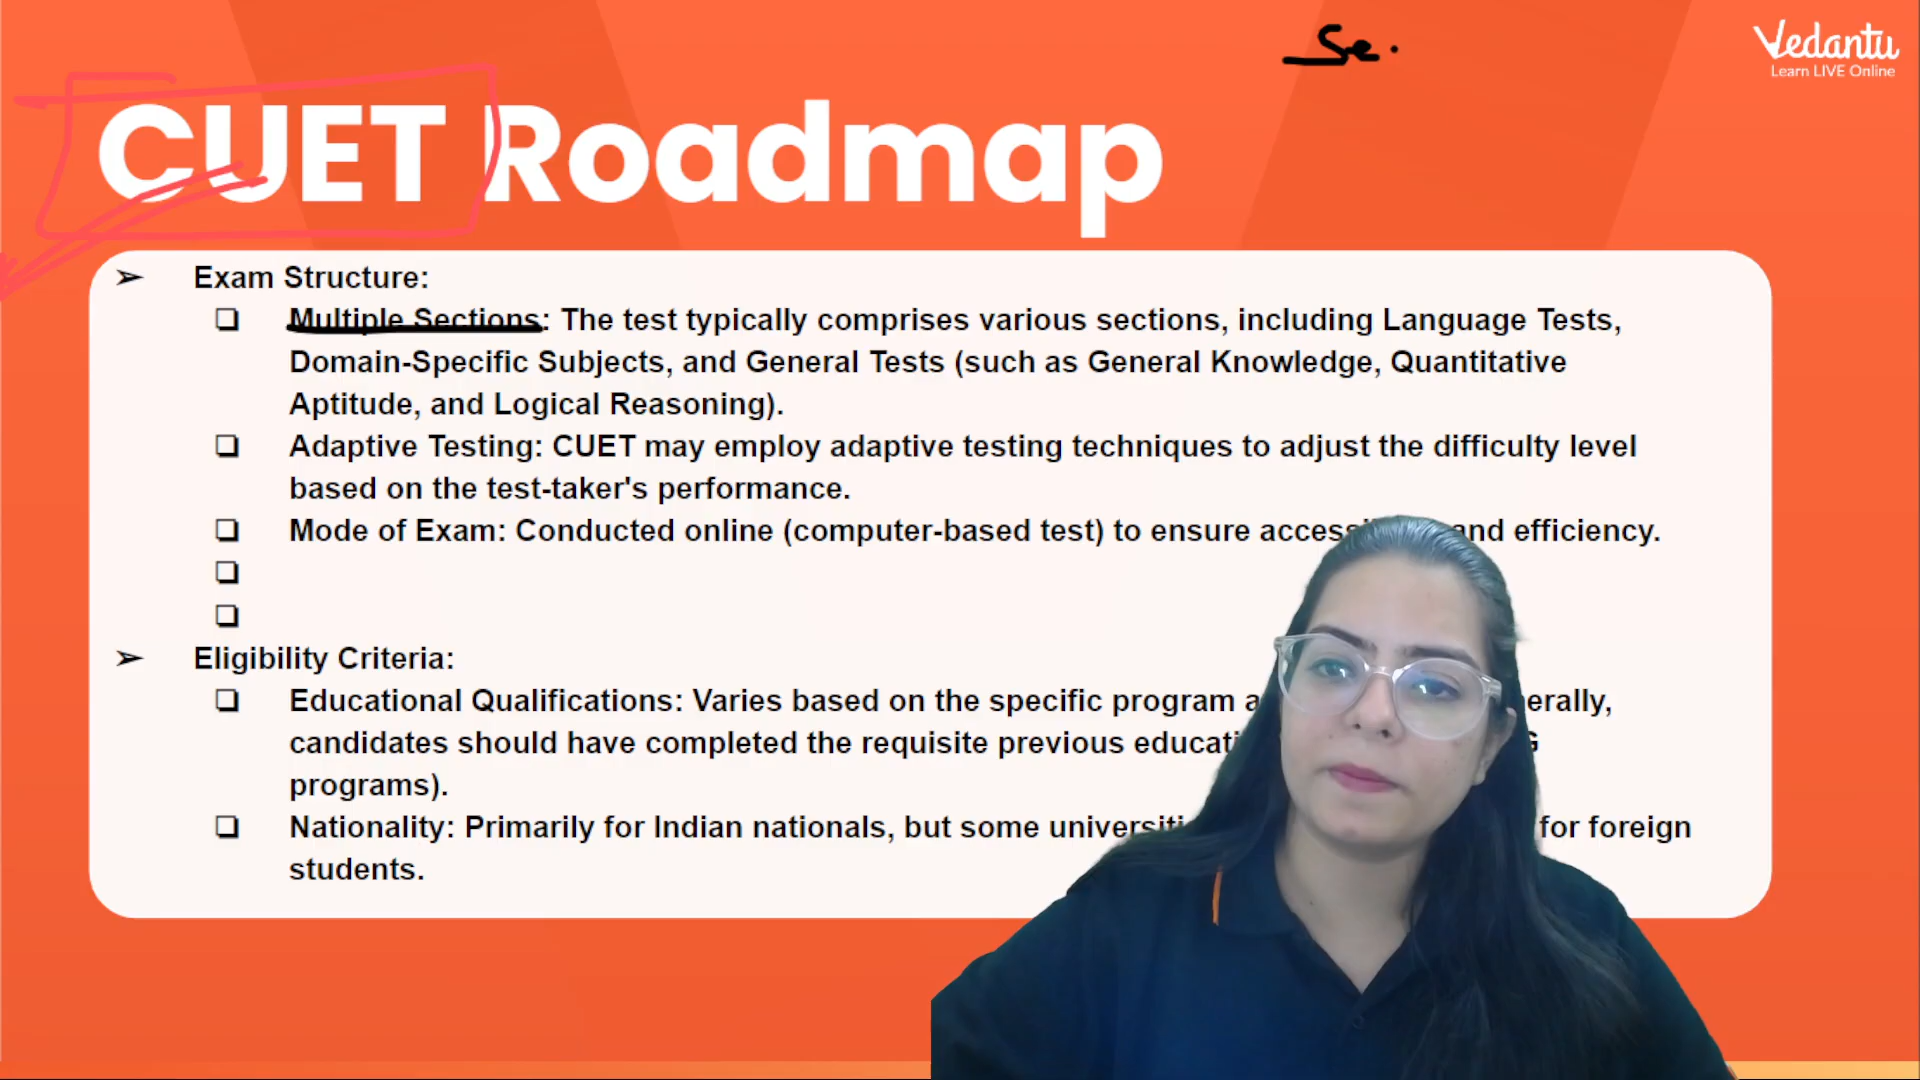 Se.
Vedantu
Learn LIVE Online
CUET Roadmap
➢ Exam Structure:
❑ Multiple Sections: The test typically comprises various sections, including Language Tests,
Domain-Specific Subjects, and General Tests (such as General Knowledge, Quantitative
Aptitude, and Logical Reasoning).
❑ Adaptive Testing: CUET may employ adaptive testing techniques to adjust the difficulty level
based on the test-taker's performance.
❑ Mode of Exam: Conducted online (computer-based test) to ensure and efficiency.
❑
❑
➢ Eligibility Criteria:
❑ Educational Qualifications: Varies based on the specific program
candidates should have completed the requisite previous
programs).
❑ Nationality: Primarily for Indian nationals, but some for foreign
students.